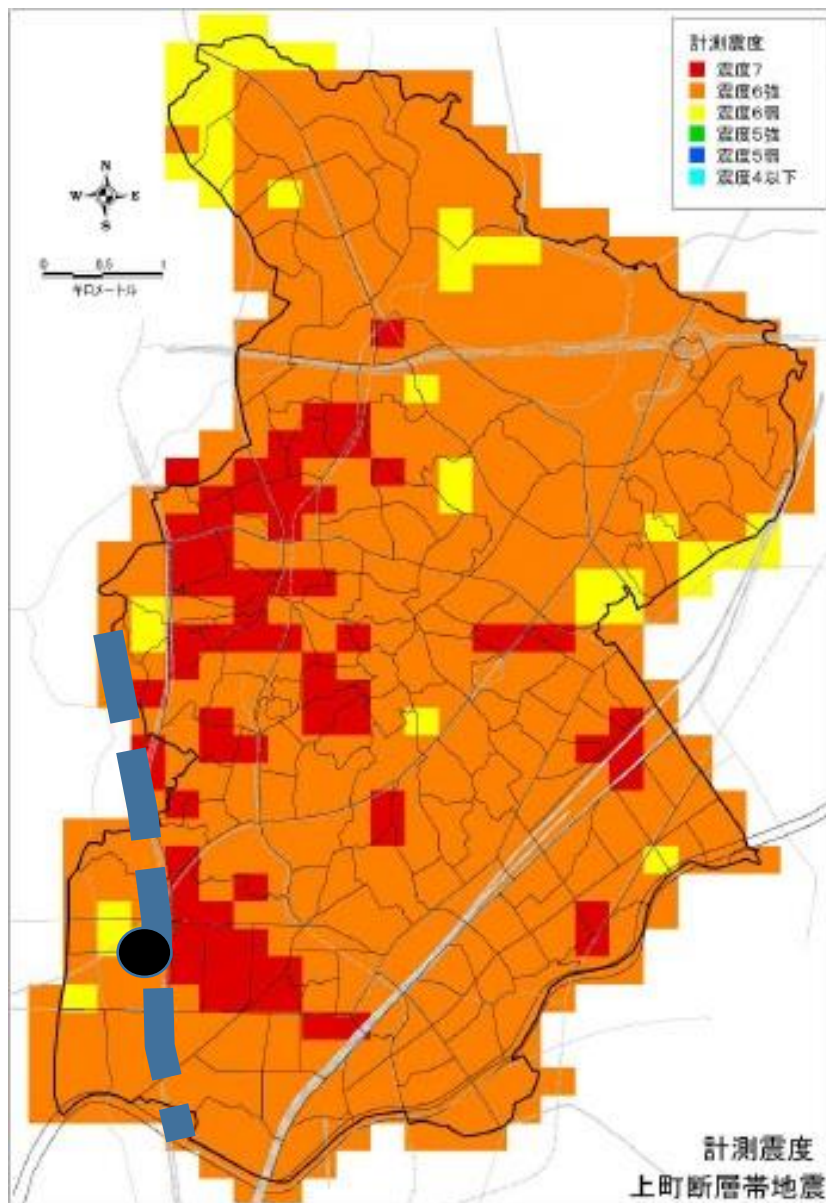 計測震度
震度7
震度6強
震度6弱
震度5強
震度5弱
震度4以下
N
W E
S
0 0.5 1
キロメートル
計測震度
上町断層帯地震